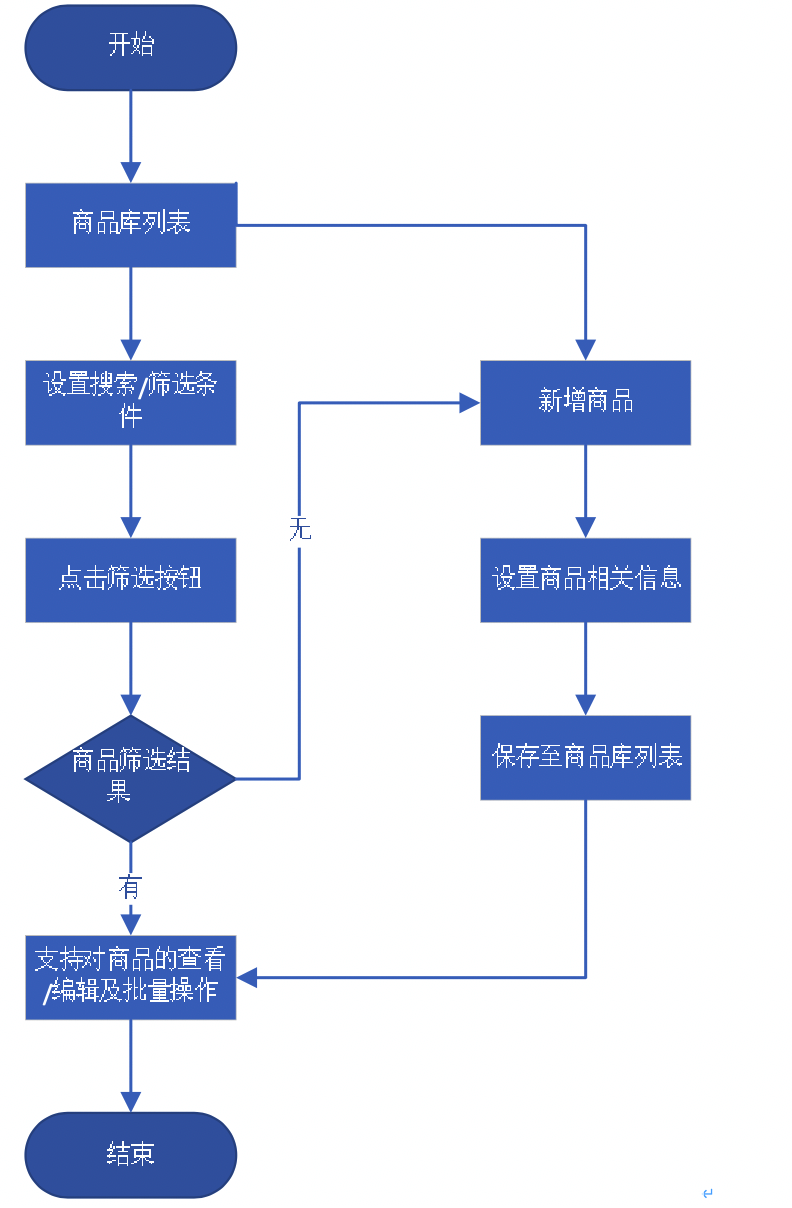 开始
商品库列表
设置搜索/筛选条
件
新增商品
无
点击筛选按钮
设置商品相关信息
商品筛选结
果
保存至商品库列表
有
支持对商品的查看
/编辑及批量操作
结束